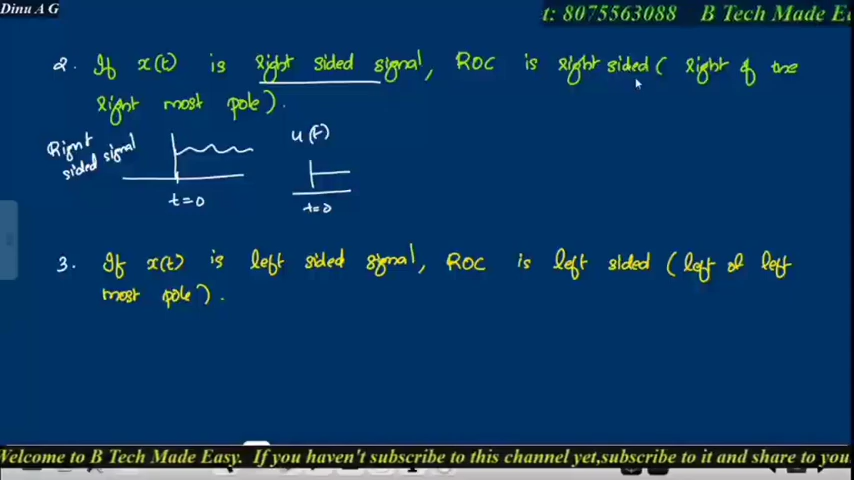 Dinu A G
t: 8075563088 B Tech Made Ea
2. If x(t) is right sided signal, ROC is right sided ( right of the
right most pole ) .
Right
sided signal
t=0
u(t)
t=0
3. If x(t) is left sided signal, ROC is left sided ( left of left
most pole ) .
Welcome to B Tech Made Easy. If you haven't subscribe to this channel yet,subscribe to it and share to you